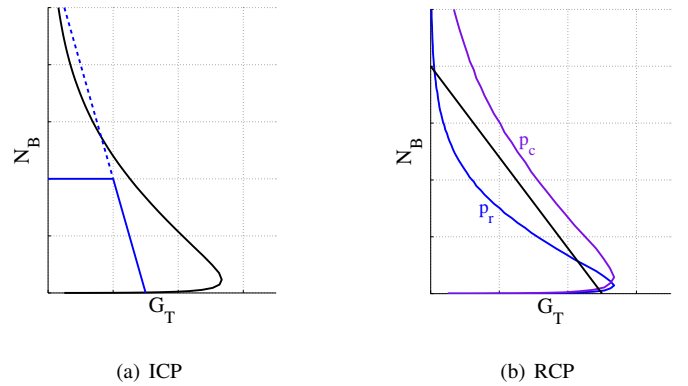 N_B
G_T
(a) ICP
N_B
p_c
p_r
G_T
(b) RCP